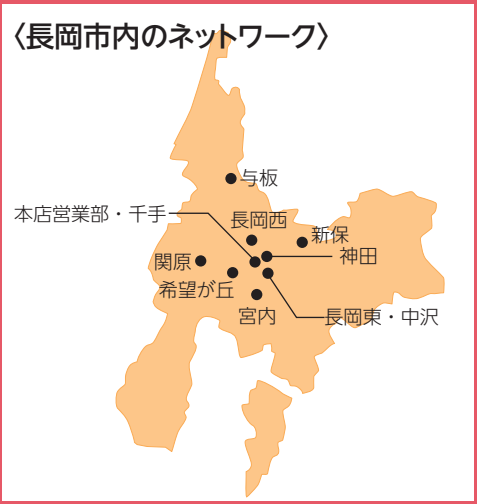 〈長岡市内のネットワーク〉
与板
本店営業部・千手
長岡西
新保
神田
関原
希望が丘
宮内
長岡東・中沢